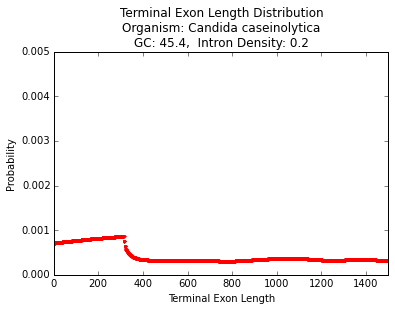 Terminal Exon Length Distribution
Organism: Candida caseinolytica
GC: 45.4,  Intron Density: 0.2
0.005
0.004
0.003
0.002
0.001
0.000
Probability
0 200 400 600 800 1000 1200 1400
Terminal Exon Length